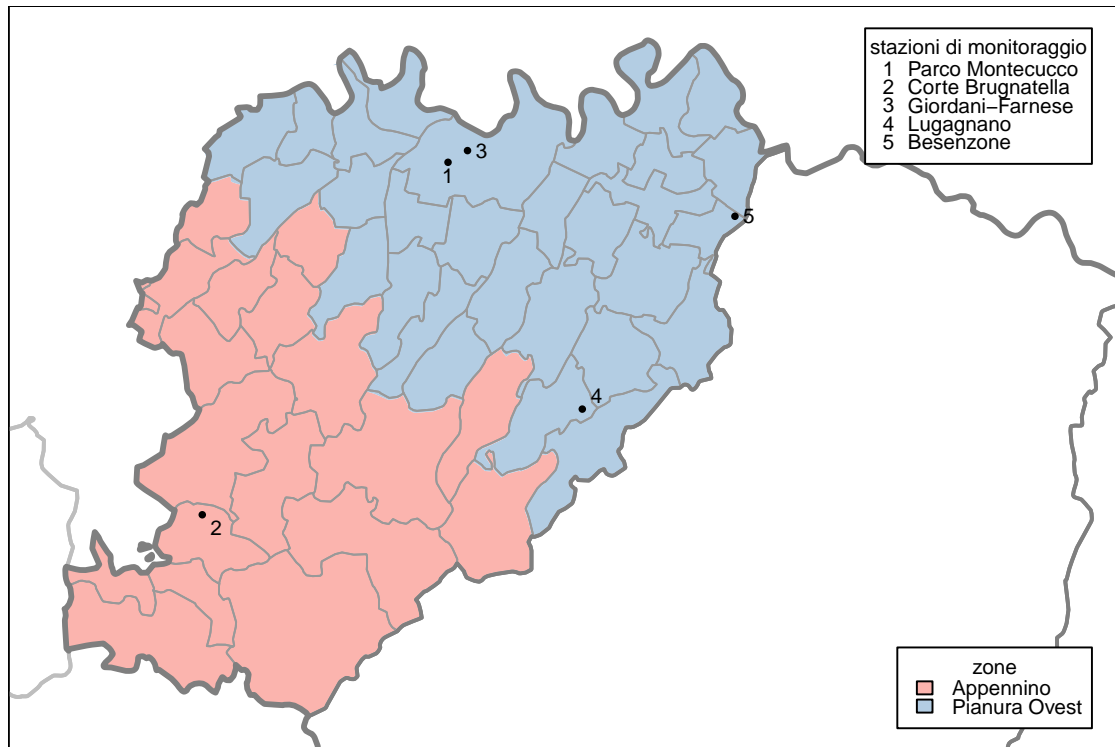 stazioni di monitoraggio
1 Parco Montecucco
2 Corte Brugnatella
3 Giordani−Farnese
4 Lugagnano
5 Besenzone
3
1
5
4
2
zone
Appennino
Pianura Ovest